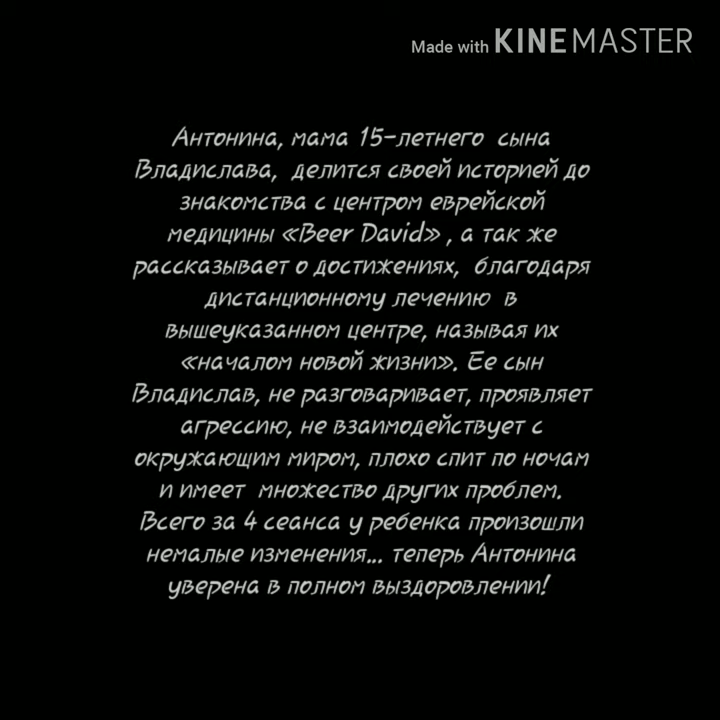 Made with KINEMASTER
Антонина, мама 15-летнего сына
Владислава, делится своей историей до
знакомства с центром еврейской
медицины «Beer David» , а так же
рассказывает о достижениях, благодаря
дистанционному лечению в
вышеуказанном центре, называя их
«началом новой жизни». Ее сын
Владислав, не разговаривает, проявляет
агрессию, не взаимодействует с
окружающим миром, плохо спит по ночам
и имеет множество других проблем.
Всего за 4 сеанса у ребенка произошли
немалые изменения... теперь Антонина
уверена в полном выздоровлении!